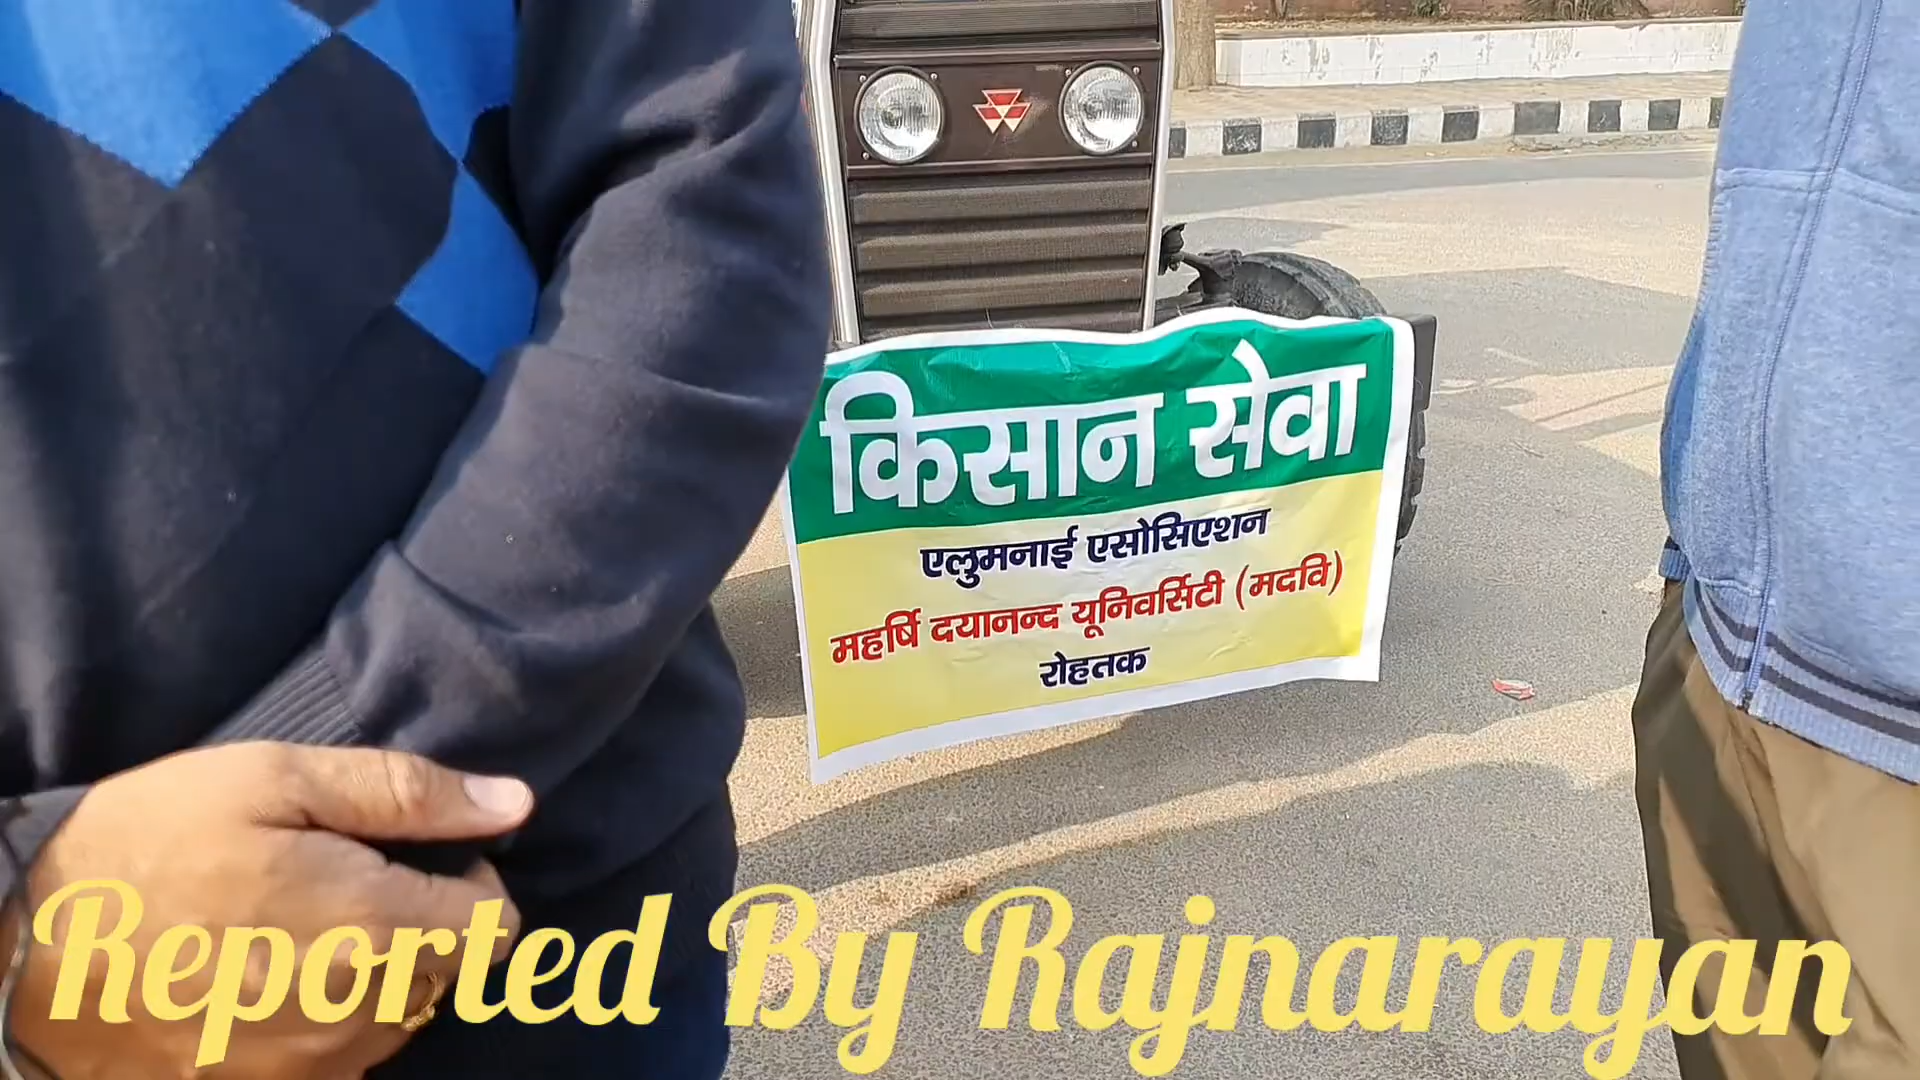 किसान सेवा
एलुमनाई एसोसिएशन
महर्षि दयानन्द यूनिवर्सिटी (मदवि)
रोहतक
Reported By Rajnarayan